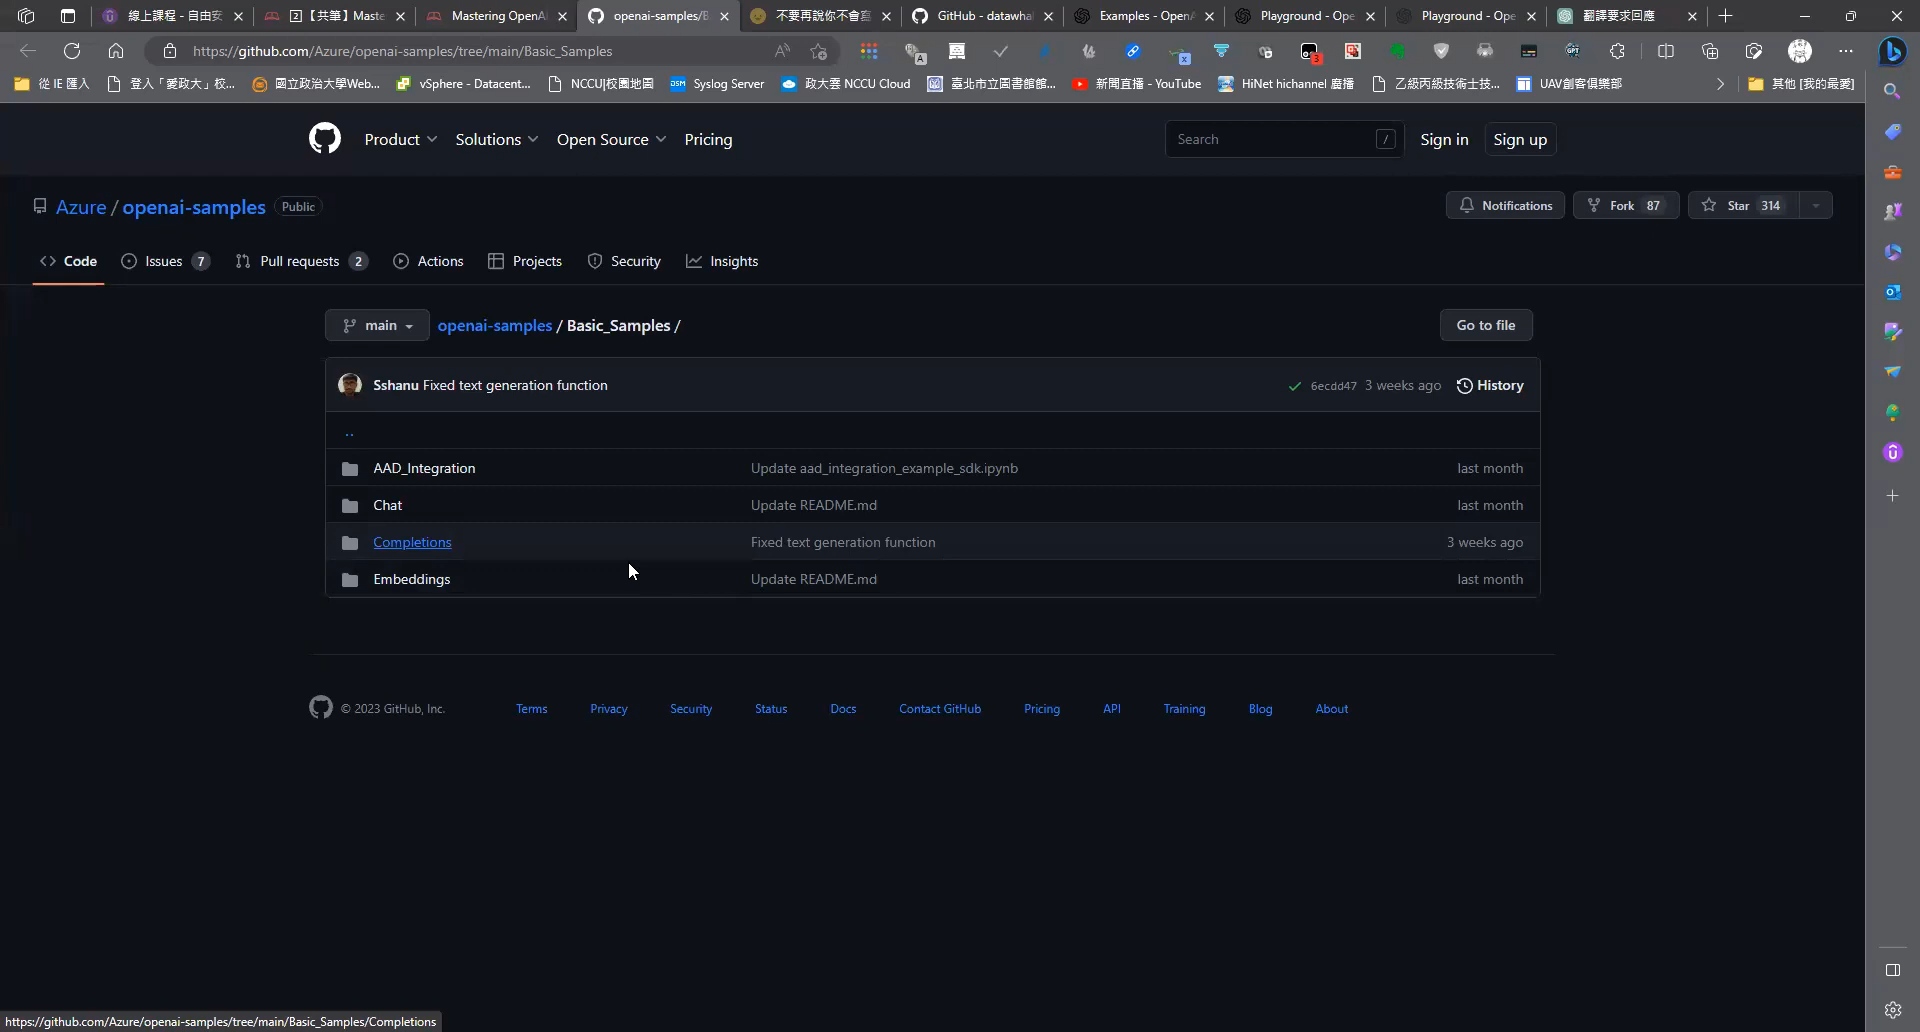 線上課程 - 自由安
【共筆】Maste
Mastering OpenAI
openai-samples/B
不要再說你不會寫
GitHub - datawha
Examples - OpenA
Playground - Ope
Playground - Ope
翻譯要求回應
https://github.com/Azure/openai-samples/tree/main/Basic_Samples
從 IE 匯入
登入「愛政大」校...
國立政治大學Web...
vSphere - Datacent...
NCCU|校園地圖
DSM
Syslog Server
政大雲 NCCU Cloud
臺北市立圖書館館...
新聞直播 - YouTube
HiNet hichannel 廣播
乙級丙級技術士技...
UAV創客俱樂部
其他 [我的最愛]
Product
Solutions
Open Source
Pricing
Search
/
Sign in
Sign up
Azure / openai-samples
Public
Notifications
Fork 87
Star 314
<> Code
Issues 7
Pull requests 2
Actions
Projects
Security
Insights
main
openai-samples / Basic_Samples /
Go to file
Sshanu Fixed text generation function
6ecdd47 3 weeks ago
History
..
AAD_Integration
Update aad_integration_example_sdk.ipynb
last month
Chat
Update README.md
last month
Completions
Fixed text generation function
3 weeks ago
Embeddings
Update README.md
last month
© 2023 GitHub, Inc.
Terms
Privacy
Security
Status
Docs
Contact GitHub
Pricing
API
Training
Blog
About
https://github.com/Azure/openai-samples/tree/main/Basic_Samples/Completions